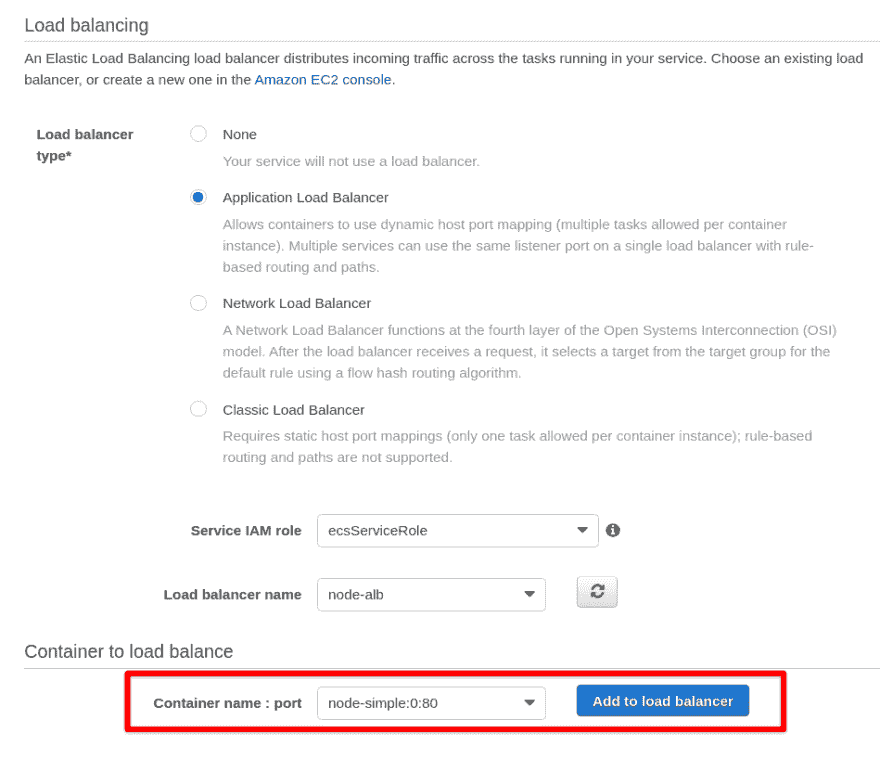 Load balancing
An Elastic Load Balancing load balancer distributes incoming traffic across the tasks running in your service. Choose an existing load
balancer, or create a new one in the Amazon EC2 console.
Load balancer
type*
None
Your service will not use a load balancer.
Application Load Balancer
Allows containers to use dynamic host port mapping (multiple tasks allowed per container
instance). Multiple services can use the same listener port on a single load balancer with rule-
based routing and paths.
Network Load Balancer
A Network Load Balancer functions at the fourth layer of the Open Systems Interconnection (OSI)
model. After the load balancer receives a request, it selects a target from the target group for the
default rule using a flow hash routing algorithm.
Classic Load Balancer
Requires static host port mappings (only one task allowed per container instance); rule-based
routing and paths are not supported.
Service IAM role ecsServiceRole
Load balancer name node-alb
Container to load balance
Container name : port node-simple:0:80 Add to load balancer